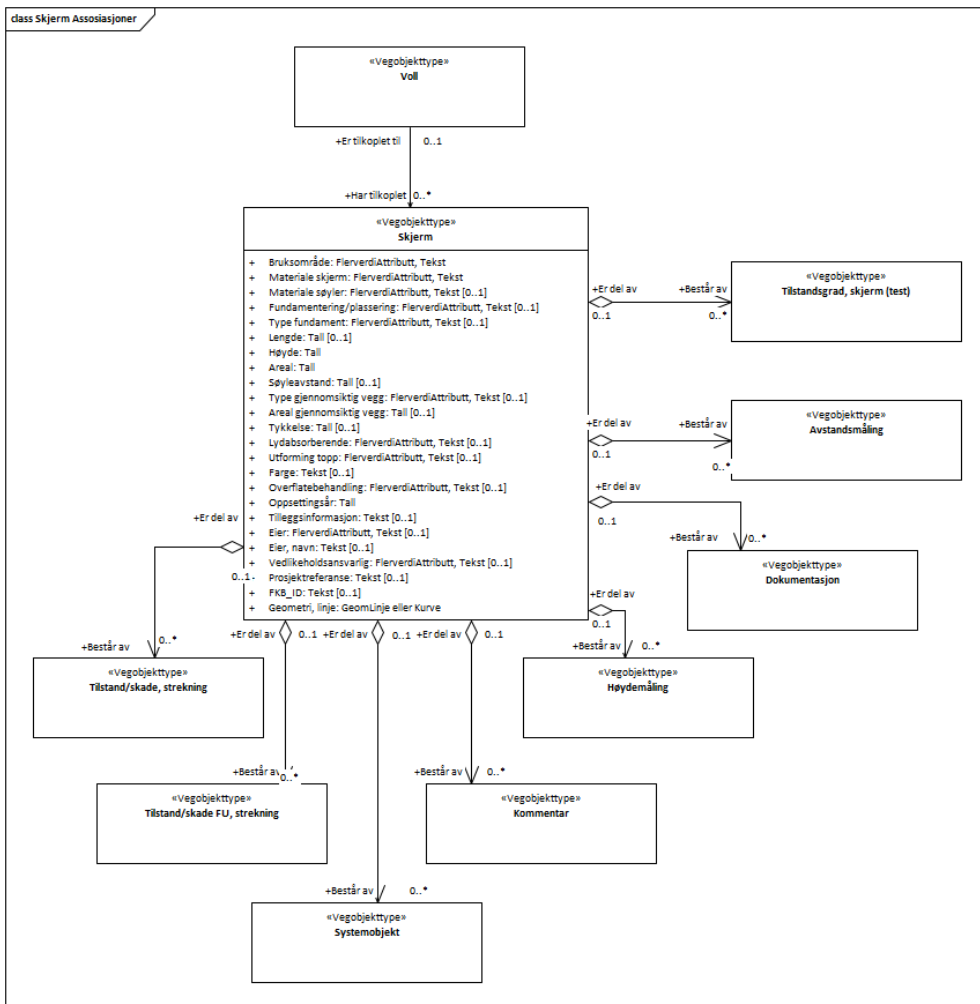 class Skjerm Assosiasjoner
«Vegobjekttype»
Voll
+Er tilkoplet til 0..1
+Har tilkoplet 0..*
«Vegobjekttype»
Skjerm
+ Bruksområde: FlerverdiAttributt, Tekst
+ Materiale skjerm: FlerverdiAttributt, Tekst
+ Materiale søyler: FlerverdiAttributt, Tekst [0..1]
+ Fundamentering/plassering: FlerverdiAttributt, Tekst [0..1]
+ Type fundament: FlerverdiAttributt, Tekst [0..1]
+ Lengde: Tall [0..1]
+ Høyde: Tall
+ Areal: Tall
+ Søyleavstand: Tall [0..1]
+ Type gjennomsiktig vegg: FlerverdiAttributt, Tekst [0..1]
+ Areal gjennomsiktig vegg: Tall [0..1]
+ Tykkelse: Tall [0..1]
+ Lydabsorberende: FlerverdiAttributt, Tekst [0..1]
+ Utforming topp: FlerverdiAttributt, Tekst [0..1]
+ Farge: Tekst [0..1]
+ Overflatebehandling: FlerverdiAttributt, Tekst [0..1]
+ Oppsettingsår: Tall
+ Tilleggsinformasjon: Tekst [0..1]
+ Eier: FlerverdiAttributt, Tekst [0..1]
+ Eier, navn: Tekst [0..1]
+ Vedlikeholdsansvarlig: FlerverdiAttributt, Tekst [0..1]
Prosjektreferanse: Tekst [0..1]
+ FKB_ID: Tekst [0..1]
+ Geometri, linje: GeomLinje eller Kurve
+Er del av
0..1
+Består av
0..*
«Vegobjekttype»
Tilstandsgrad, skjerm (test)
+Er del av
0..1
+Består av
0..*
«Vegobjekttype»
Avstandsmåling
+Er del av
0..1
+Består av
0..*
«Vegobjekttype»
Dokumentasjon
+Er del av
0..1
+Består av
0..*
«Vegobjekttype»
Høydemåling
+Er del av
0..1
+Består av
0..*
«Vegobjekttype»
Tilstand/skade, strekning
+Er del av 0..1
+Består av
0..*
«Vegobjekttype»
Tilstand/skade FU, strekning
+Er del av 0..1
+Består av 0..*
«Vegobjekttype»
Systemobjekt
+Er del av 0..1
+Består av 0..*
«Vegobjekttype»
Kommentar